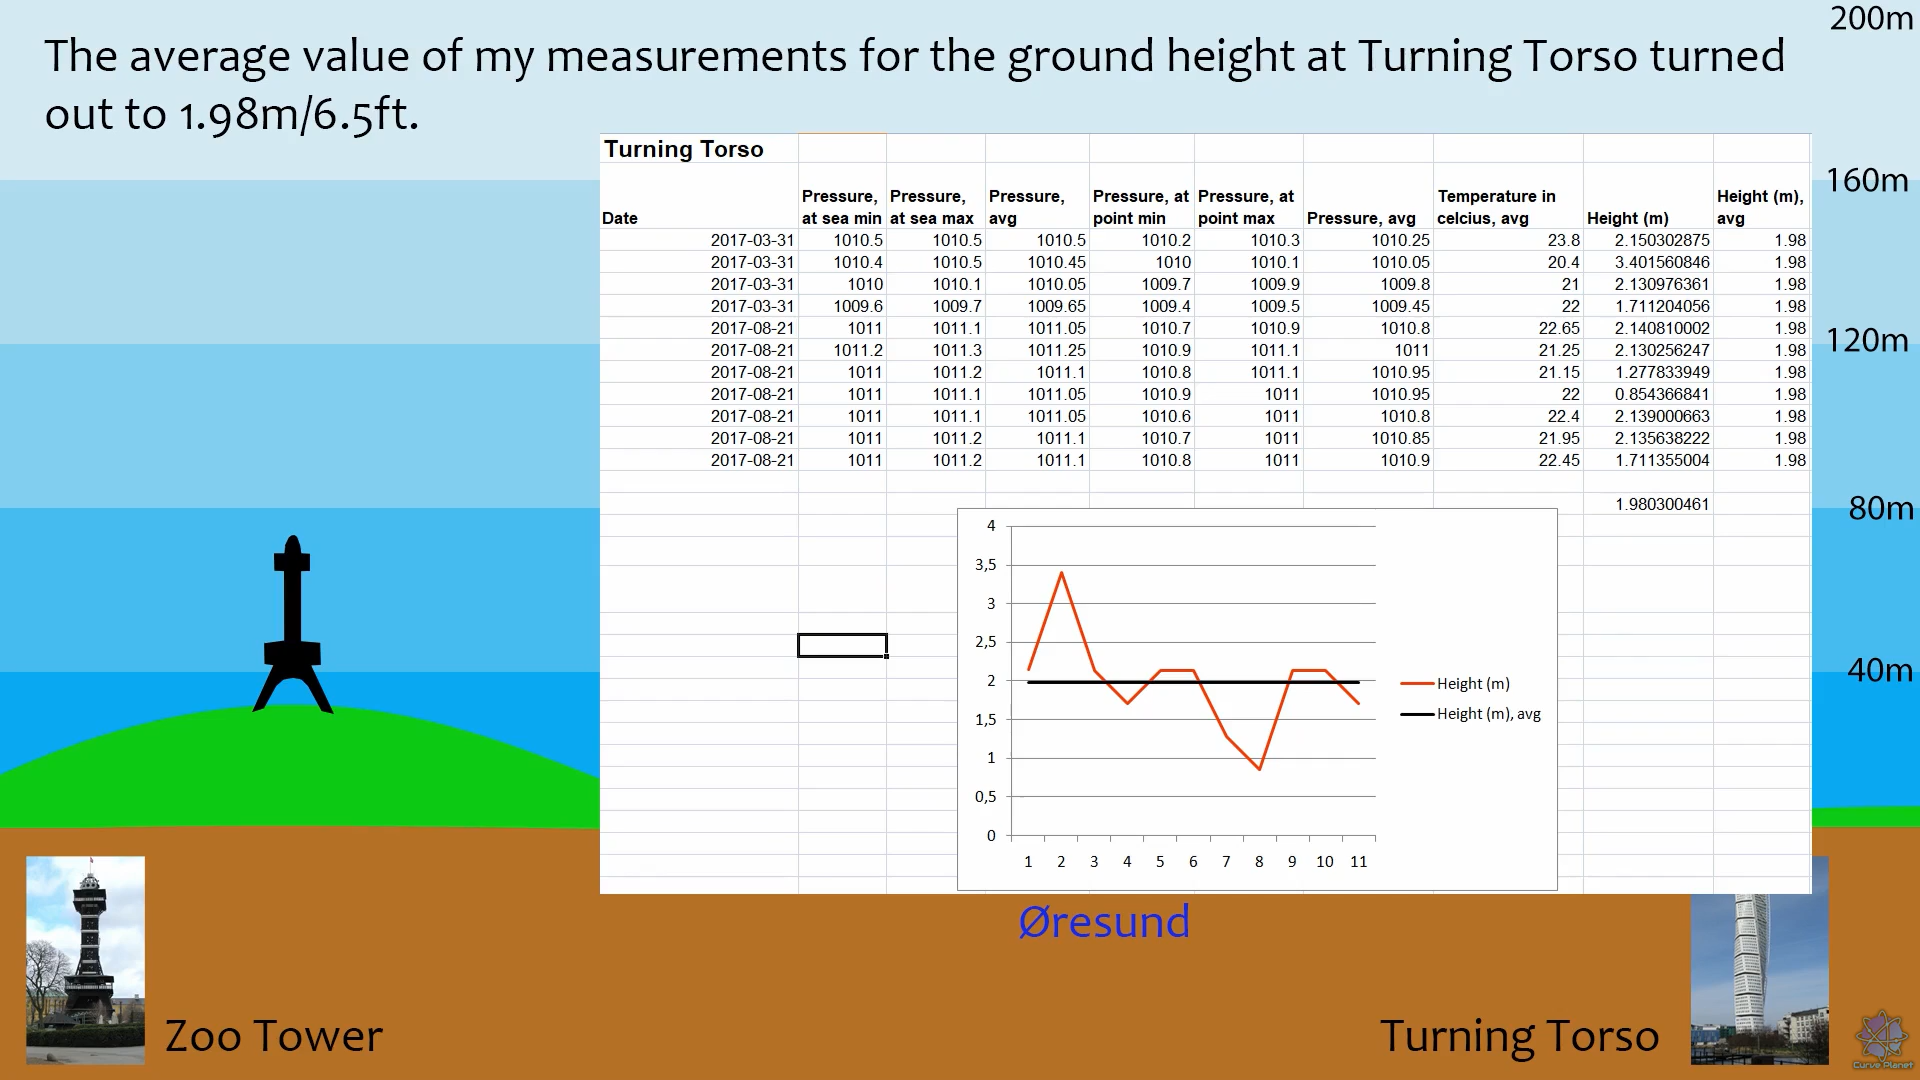 200m
The average value of my measurements for the ground height at Turning Torso turned
out to 1.98m/6.5ft.
Turning Torso
160m
Date Pressure, at sea min Pressure, at sea max Pressure, avg Pressure, at point min Pressure, at point max Pressure, avg Temperature in celcius, avg Height (m) Height (m), avg
2017-03-31 1010.5 1010.5 1010.5 1010.2 1010.3 1010.25 23.8 2.150302875 1.98
2017-03-31 1010.4 1010.5 1010.45 1010 1010.1 1010.05 20.4 3.401560846 1.98
2017-03-31 1010 1010.1 1010.05 1009.7 1009.9 1009.8 21 2.130976361 1.98
2017-03-31 1009.6 1009.7 1009.65 1009.4 1009.5 1009.45 22 1.711204056 1.98
2017-08-21 1011 1011.1 1011.05 1010.7 1010.9 1010.8 22.65 2.140810002 1.98
120m
2017-08-21 1011.2 1011.3 1011.25 1010.9 1011.1 1011 21.25 2.130256247 1.98
2017-08-21 1011 1011.2 1011.1 1010.8 1011.1 1010.95 21.15 1.277833949 1.98
2017-08-21 1011 1011.1 1011.05 1010.9 1011 1010.95 22 0.854366841 1.98
2017-08-21 1011 1011.1 1011.05 1010.6 1011 1010.8 22.4 2.139000663 1.98
2017-08-21 1011 1011.2 1011.1 1010.7 1011 1010.85 21.95 2.135638222 1.98
2017-08-21 1011 1011.2 1011.1 1010.8 1011 1010.9 22.45 1.711355004 1.98
1.980300461
80m
4
3,5
3
2,5
2
1,5
1
0,5
0
1 2 3 4 5 6 7 8 9 10 11
Height (m)
Height (m), avg
40m
Øresund
Zoo Tower
Turning Torso
Curve Planet